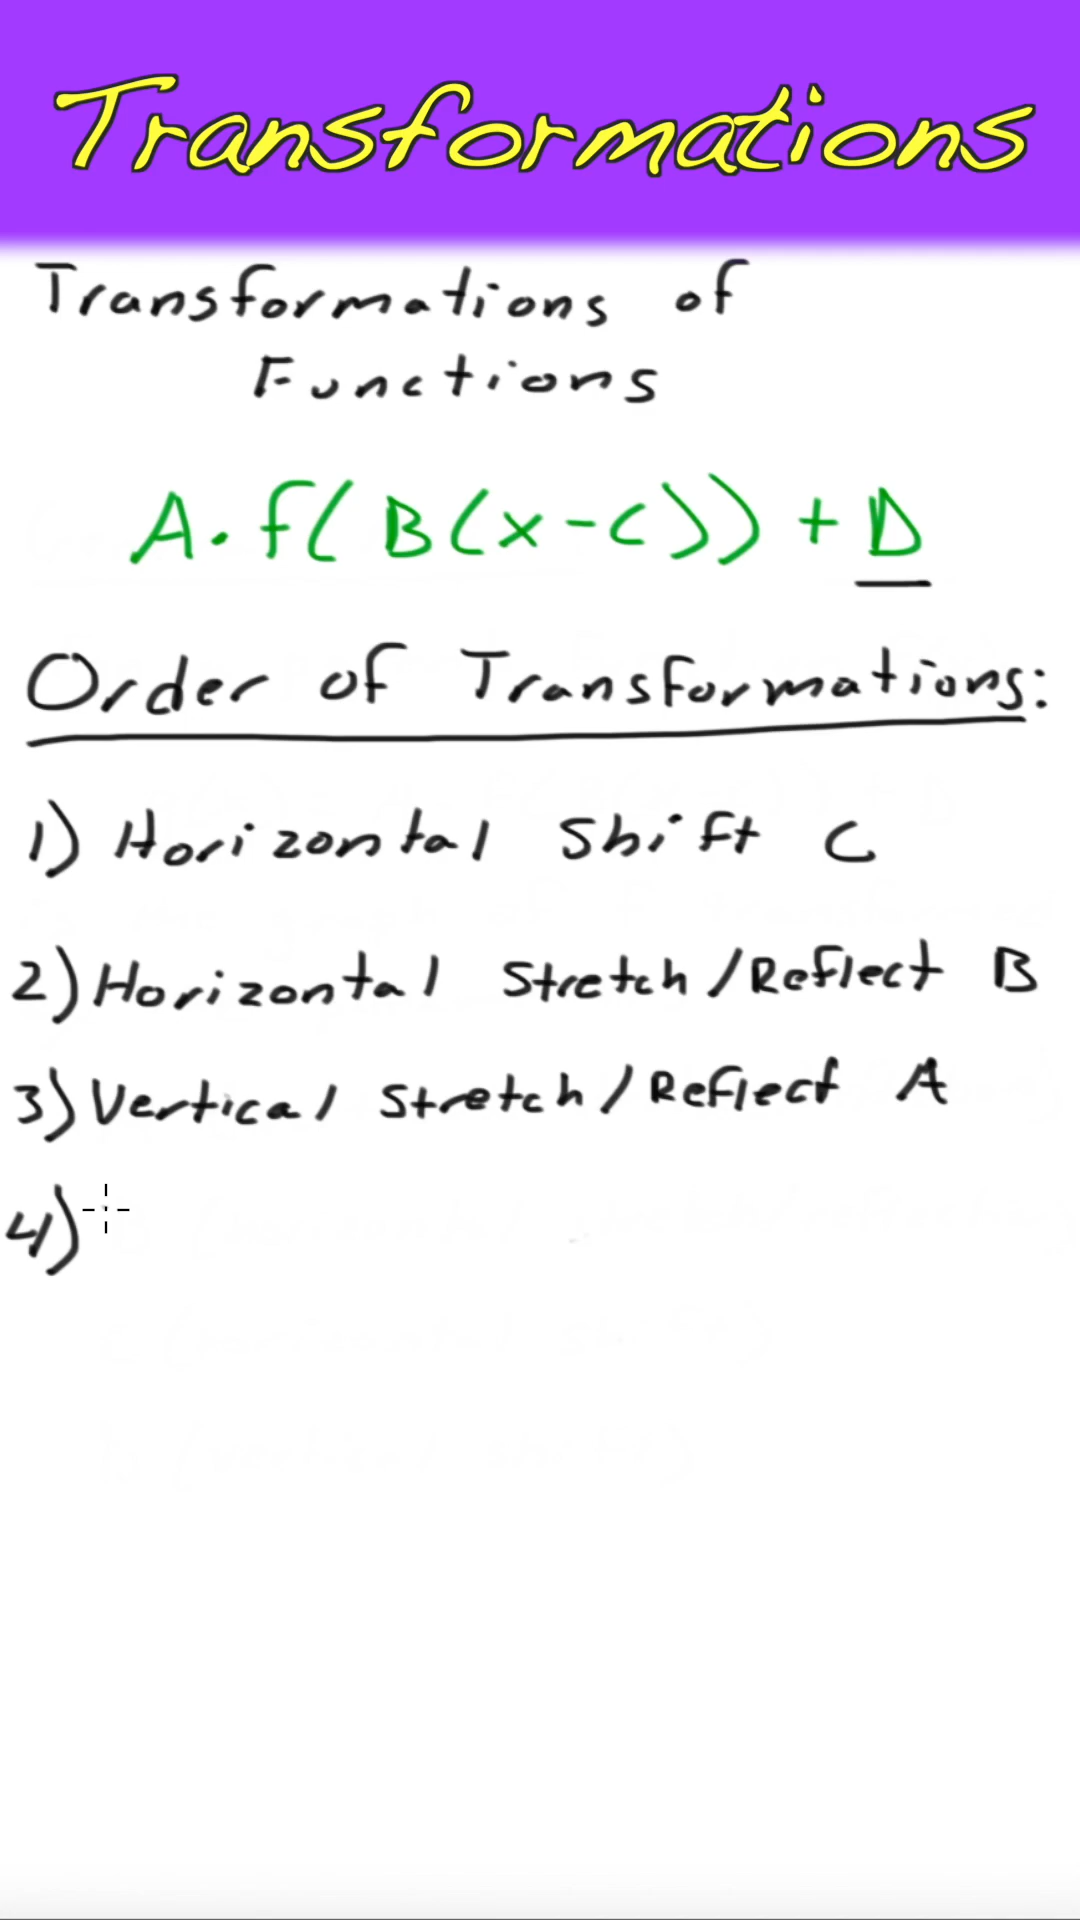 Transformations
Transformations of
Functions
A · f( B(x-c)) + D
Order of Transformations:
1) Horizontal Shift C
2) Horizontal Stretch/Reflect B
3) Vertical Stretch/Reflect A
4)